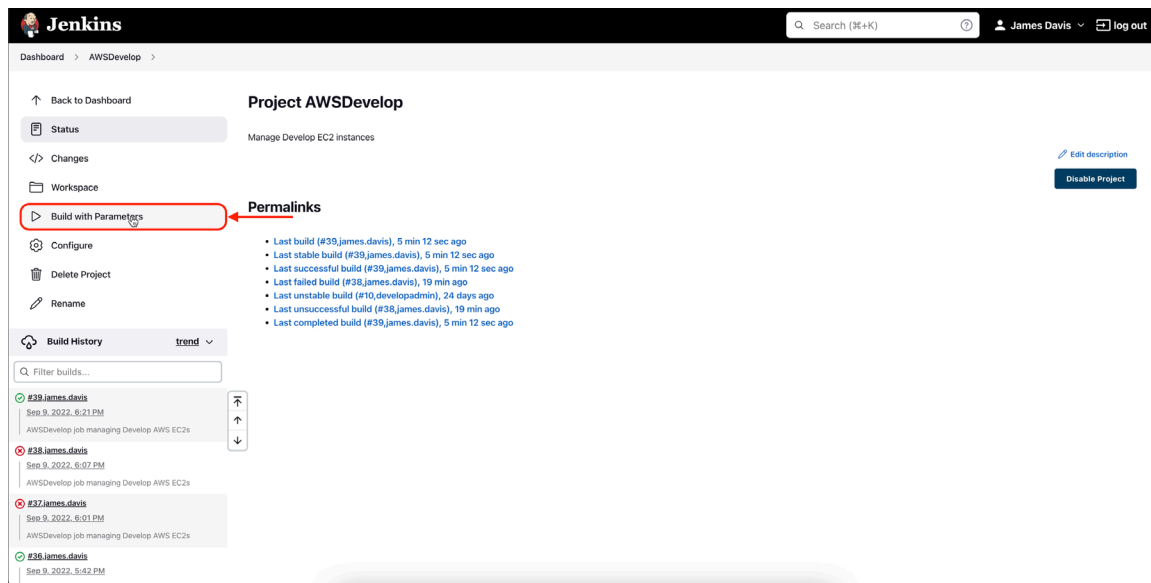 Jenkins
Search (⌘+K)
James Davis
log out
Dashboard > AWSDevelop >
Back to Dashboard
Status
Changes
Workspace
Build with Parameters
Configure
Delete Project
Rename
Build History
trend
Filter builds...
#39,james.davis
Sep 9, 2022, 6:21 PM
AWSDevelop job managing Develop AWS EC2s
#38,james.davis
Sep 9, 2022, 6:07 PM
AWSDevelop job managing Develop AWS EC2s
#37,james.davis
Sep 9, 2022, 6:01 PM
AWSDevelop job managing Develop AWS EC2s
#36,james.davis
Sep 9, 2022, 5:42 PM
Project AWSDevelop
Manage Develop EC2 instances
Edit description
Disable Project
Permalinks
Last build (#39,james.davis), 5 min 12 sec ago
Last stable build (#39,james.davis), 5 min 12 sec ago
Last successful build (#39,james.davis), 5 min 12 sec ago
Last failed build (#38,james.davis), 19 min ago
Last unstable build (#10,developadmin), 24 days ago
Last unsuccessful build (#38,james.davis), 19 min ago
Last completed build (#39,james.davis), 5 min 12 sec ago